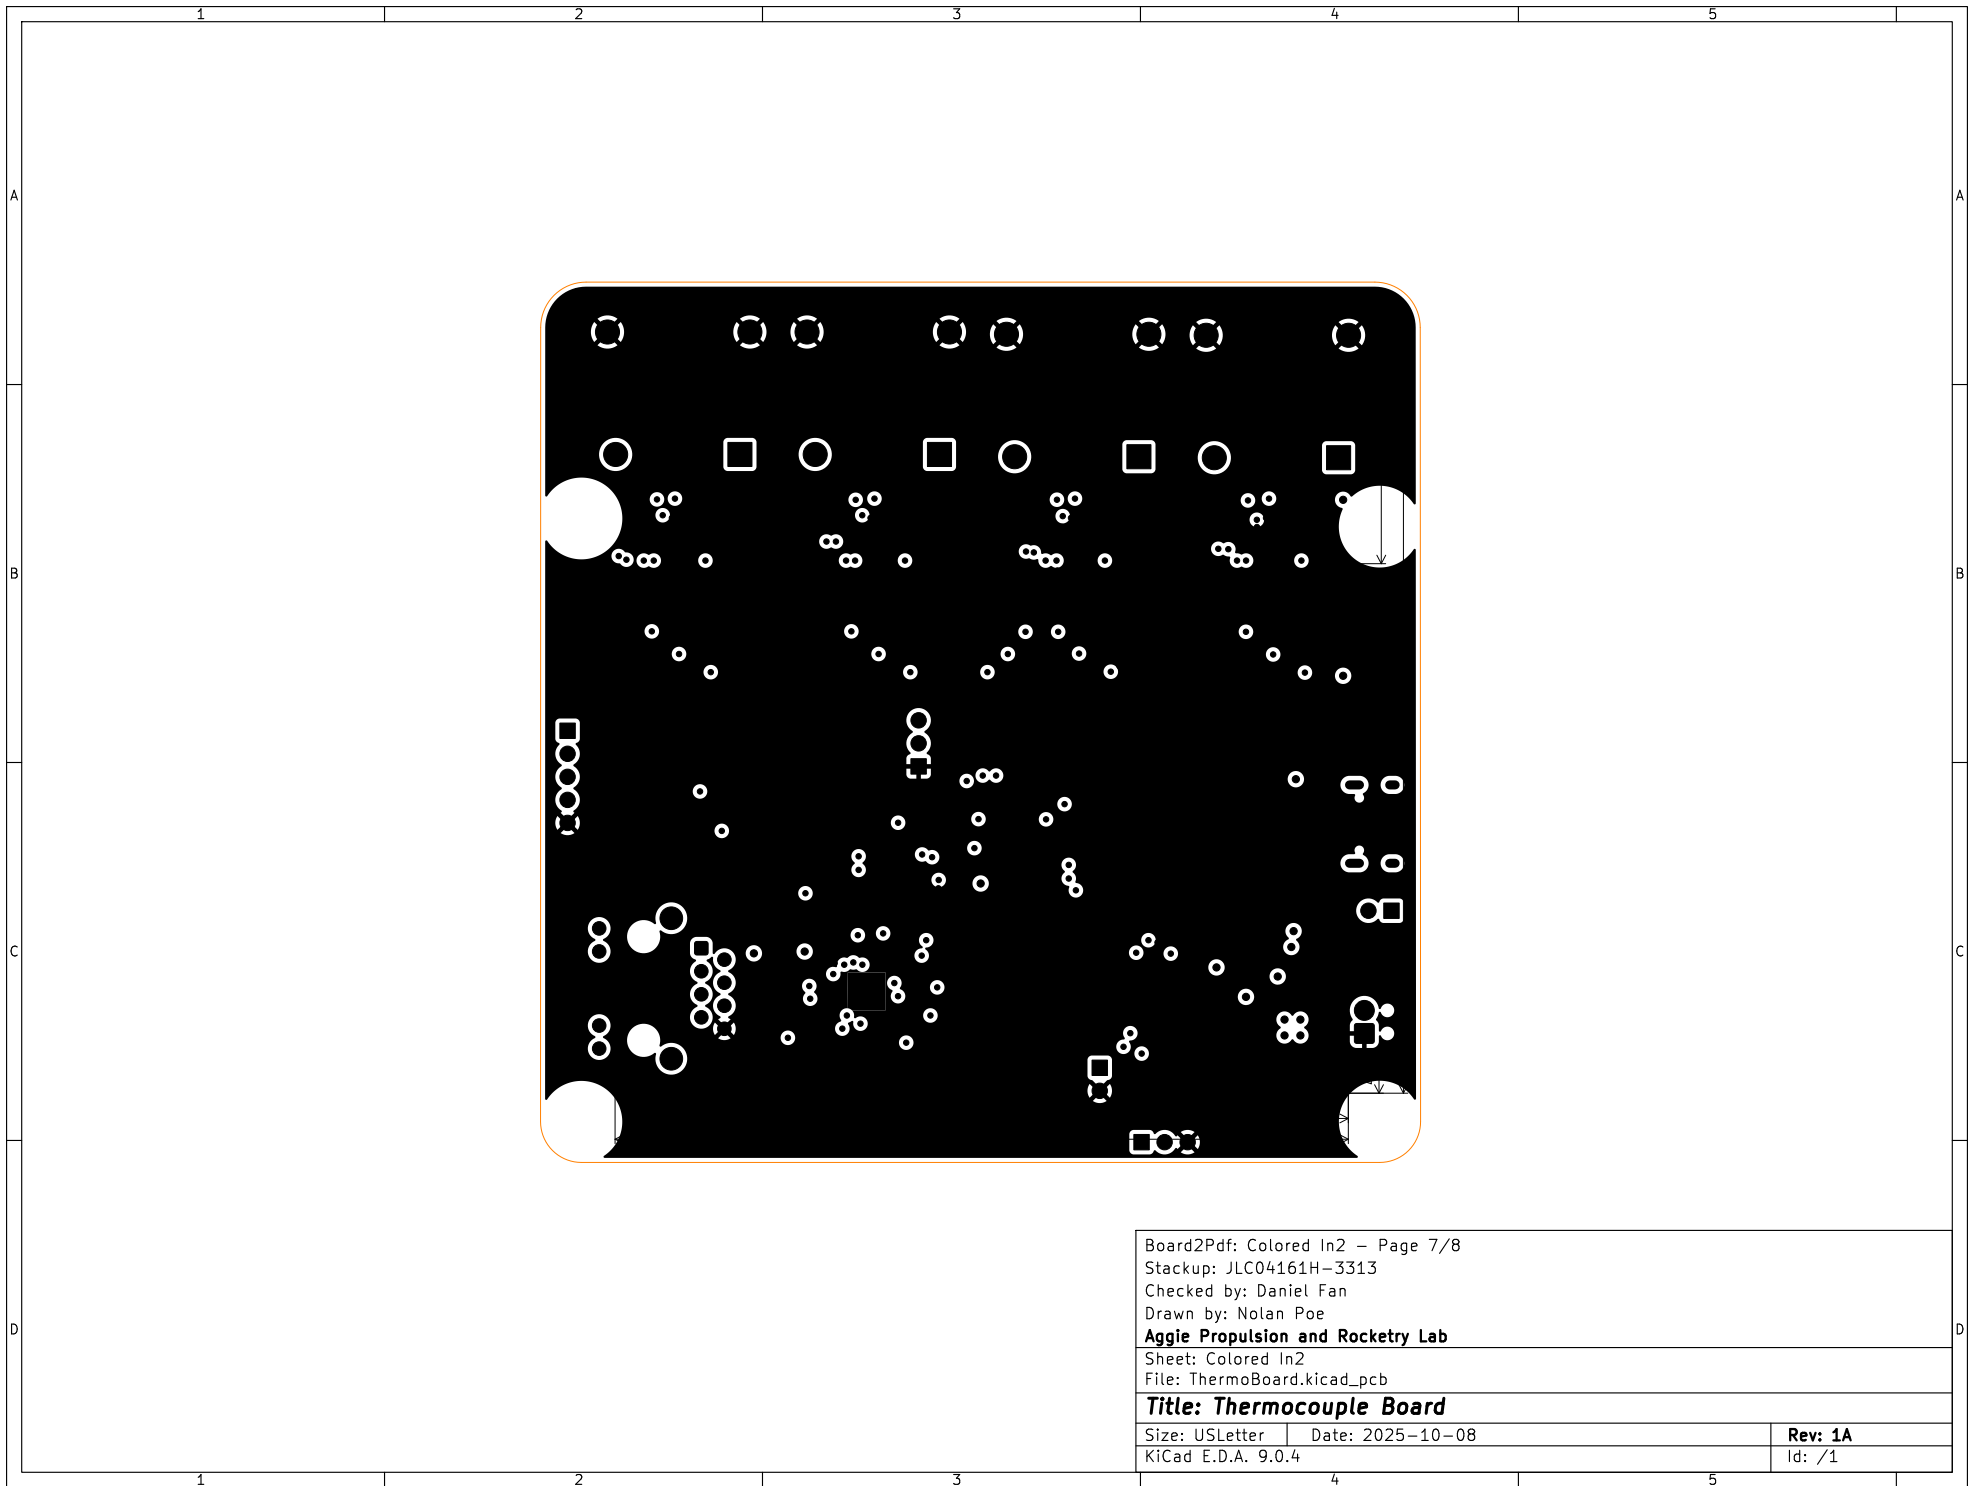 1 2 3 4 5
A A
B B
C C
D D
Board2Pdf: Colored In2 - Page 7/8
Stackup: JLC04161H-3313
Checked by: Daniel Fan
Drawn by: Nolan Poe
Aggie Propulsion and Rocketry Lab
Sheet: Colored In2
File: ThermoBoard.kicad_pcb
Title: Thermocouple Board
Size: USLetter Date: 2025-10-08 Rev: 1A
KiCad E.D.A. 9.0.4 Id: /1
1 2 3 4 5